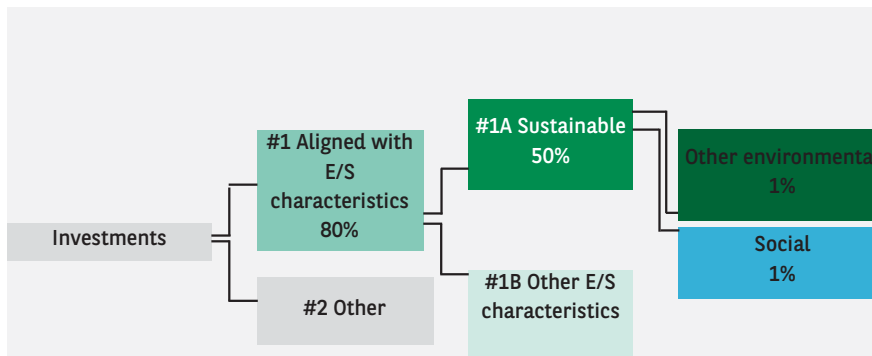 Investments
#1 Aligned with
E/S
characteristics
80%
#2 Other
#1A Sustainable
50%
#1B Other E/S
characteristics
Other environmenta
1%
Social
1%